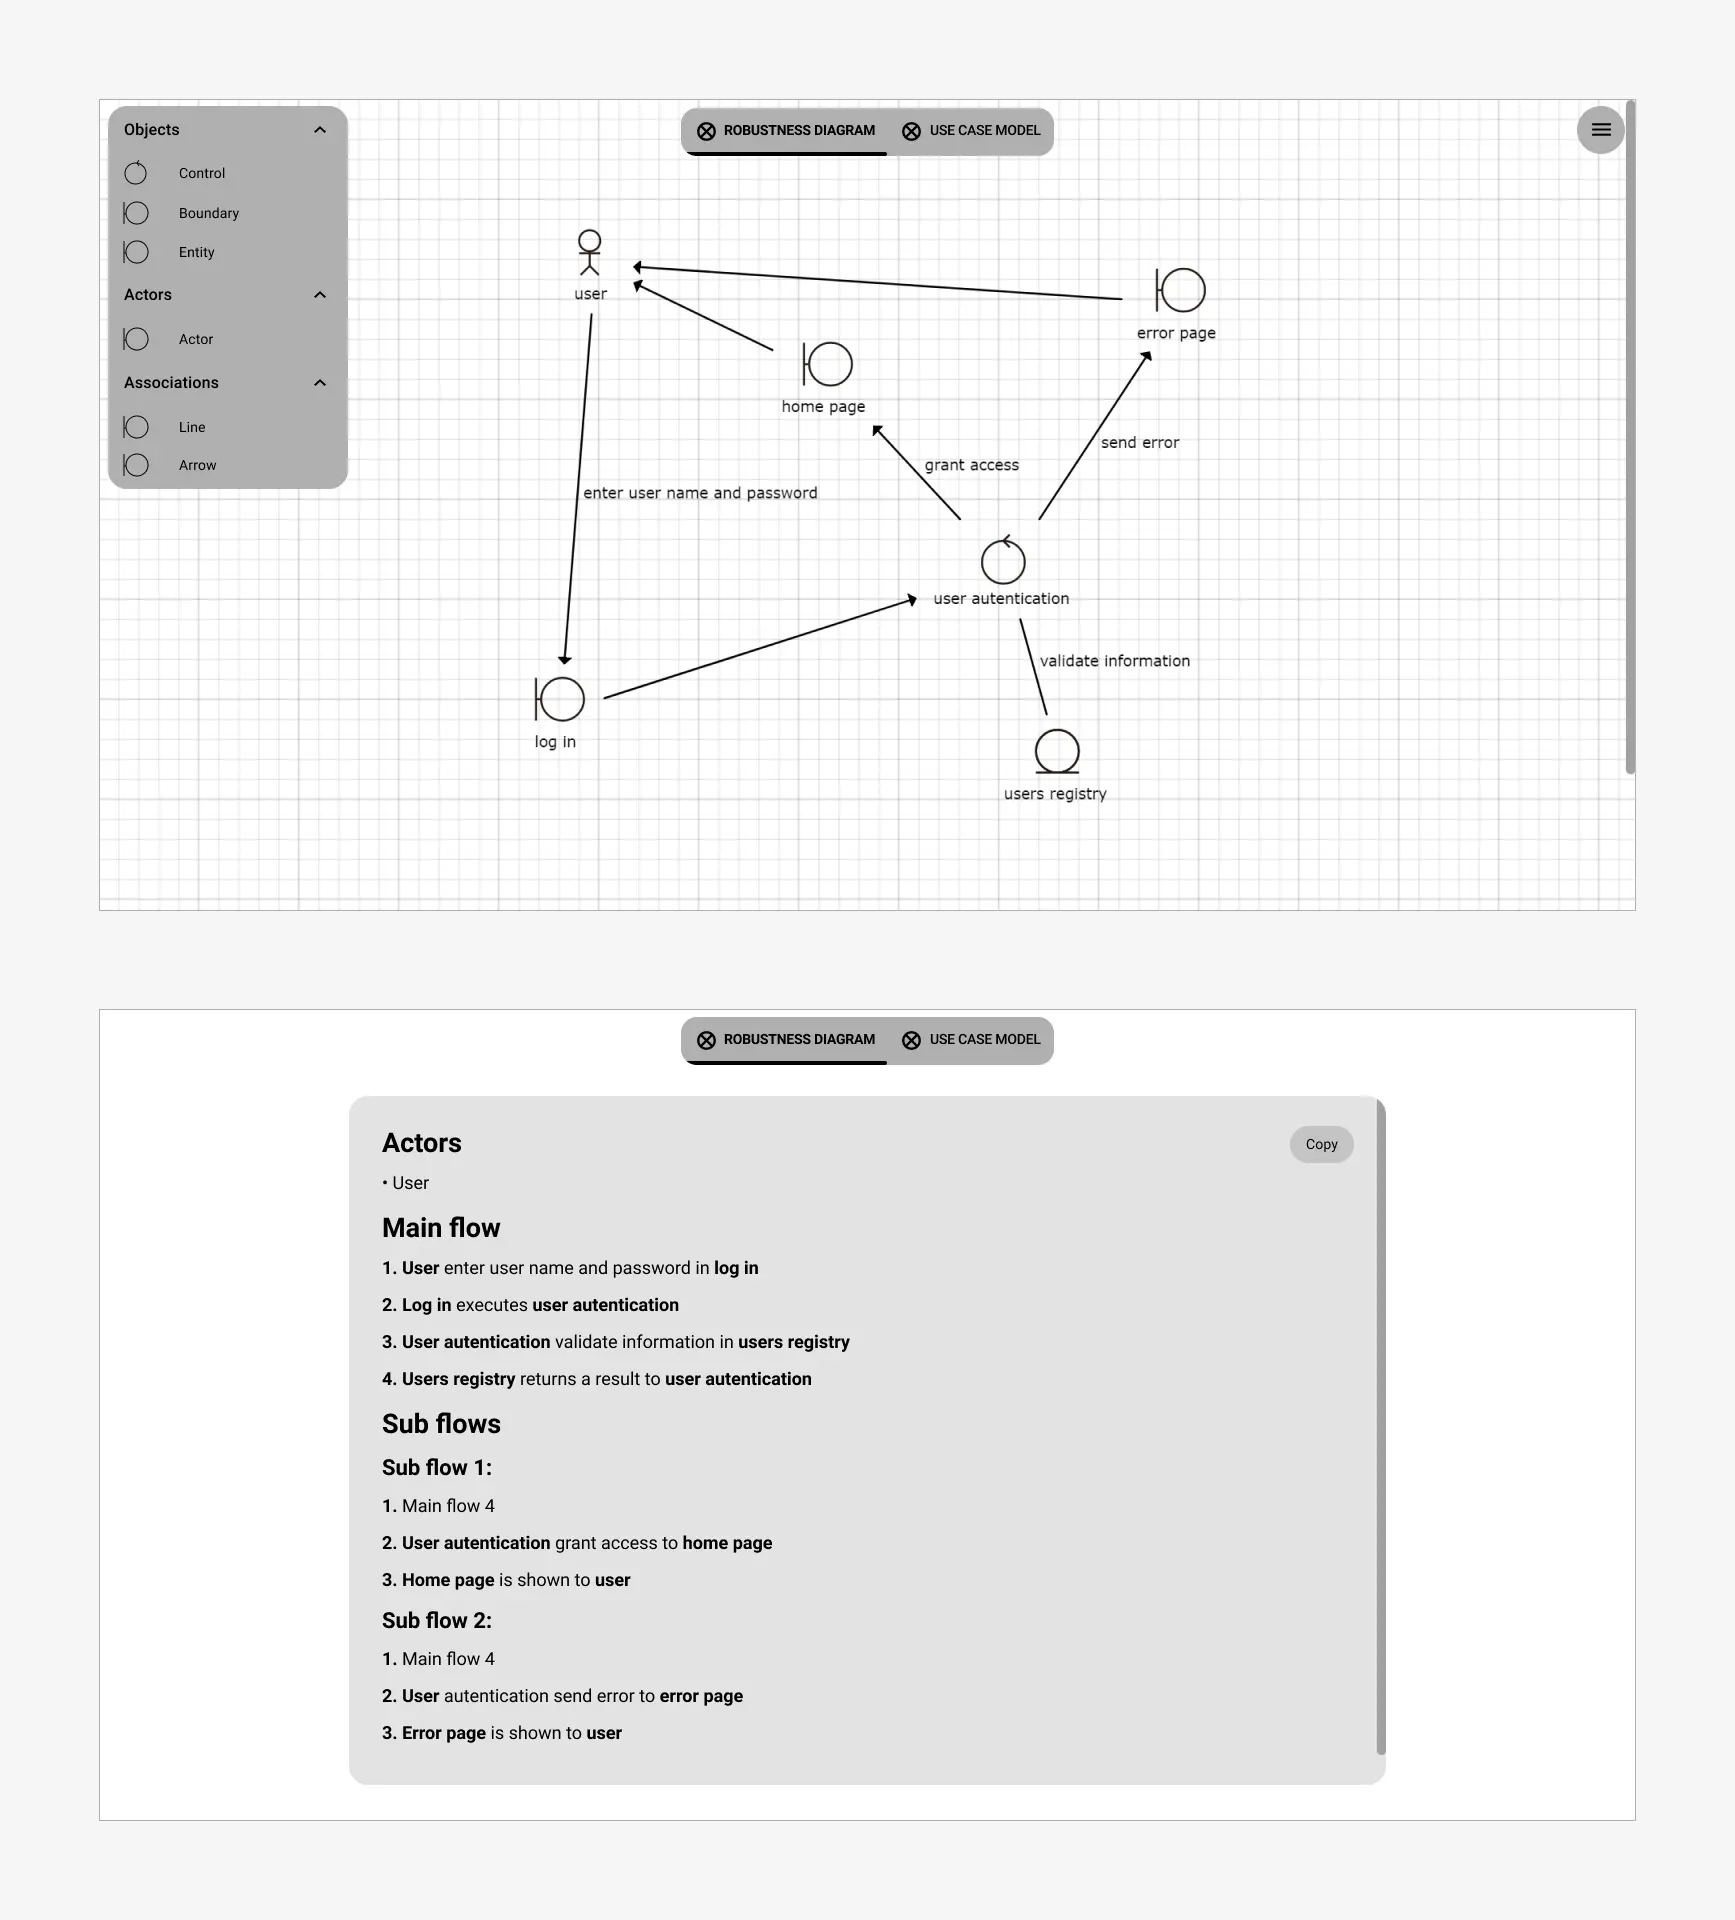 Objects
Control
Boundary
Entity
Actors
Actor
Associations
Line
Arrow
ROBUSTNESS DIAGRAM
USE CASE MODEL
user
error page
home page
send error
grant access
enter user name and password
user autentication
validate information
log in
users registry
ROBUSTNESS DIAGRAM
USE CASE MODEL
Actors
Copy
• User
Main flow
1. User enter user name and password in log in
2. Log in executes user autentication
3. User autentication validate information in users registry
4. Users registry returns a result to user autentication
Sub flows
Sub flow 1:
1. Main flow 4
2. User autentication grant access to home page
3. Home page is shown to user
Sub flow 2:
1. Main flow 4
2. User autentication send error to error page
3. Error page is shown to user